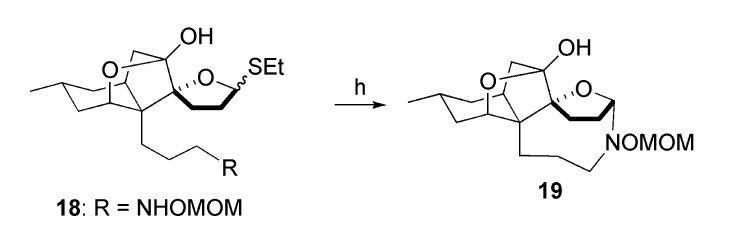 OH
O
O
SEt
R
18: R = NHOMOM
h
OH
O
O
NOMOM
19